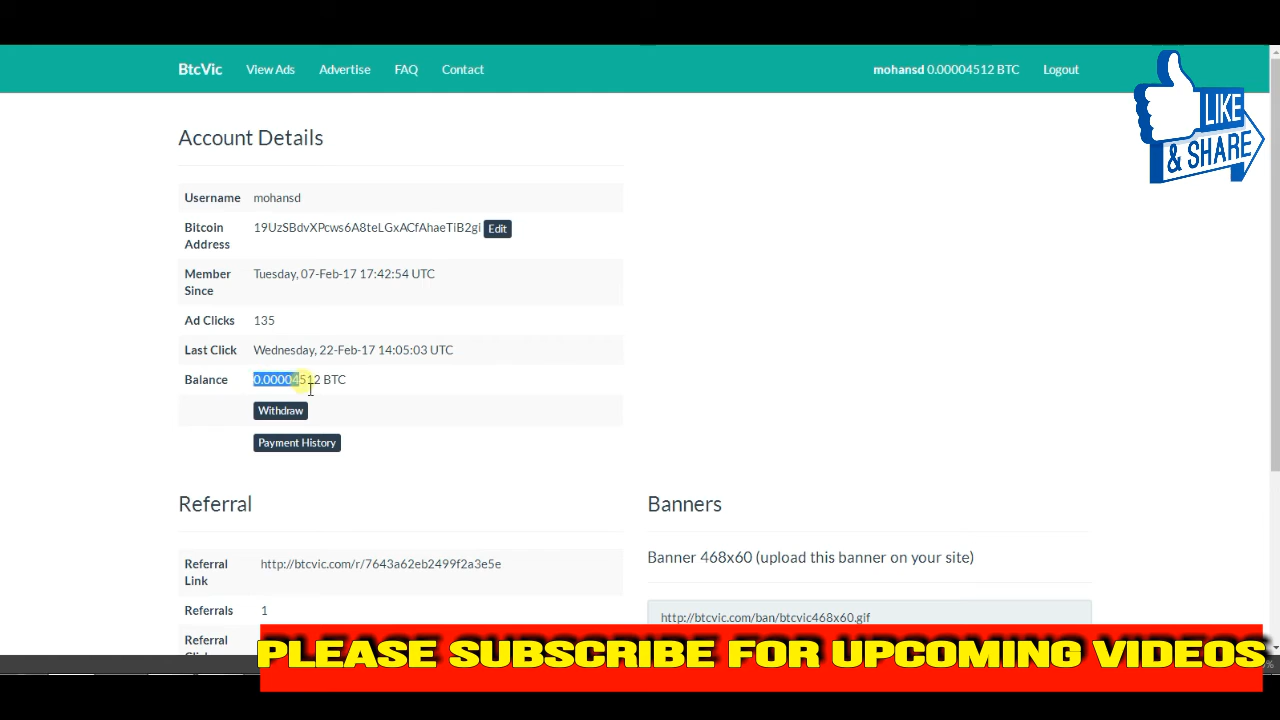 BtcVic View Ads Advertise FAQ Contact mohansd 0.00004512 BTC Logout
LIKE
& SHARE
Account Details
Username mohansd
Bitcoin Address 19UzSBdvXPcws6A8teLGxACfAhaeTIB2gi Edit
Member Since Tuesday, 07-Feb-17 17:42:54 UTC
Ad Clicks 135
Last Click Wednesday, 22-Feb-17 14:05:03 UTC
Balance 0.00004512 BTC
Withdraw
Payment History
Referral
Referral Link http://btcvic.com/r/7643a62eb2499f2a3e5e
Referrals 1
Referral
Banners
Banner 468x60 (upload this banner on your site)
http://btcvic.com/ban/btcvic468x60.gif
PLEASE SUBSCRIBE FOR UPCOMING VIDEOS